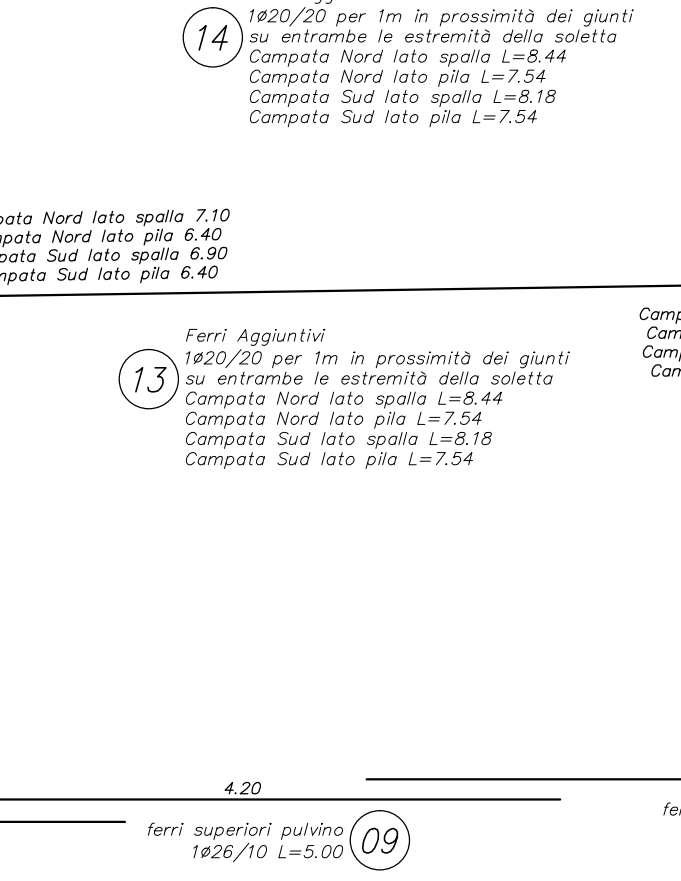 14
1ø20/20 per 1m in prossimità dei giunti
su entrambe le estremità della soletta
Campata Nord lato spalla L=8.44
Campata Nord lato pila L=7.54
Campata Sud lato spalla L=8.18
Campata Sud lato pila L=7.54
Nord lato spalla 7.10
Nord lato pila 6.40
Sud lato spalla 6.90
Sud lato pila 6.40
Ferri Aggiuntivi
13
1ø20/20 per 1m in prossimità dei giunti
su entrambe le estremità della soletta
Campata Nord lato spalla L=8.44
Campata Nord lato pila L=7.54
Campata Sud lato spalla L=8.18
Campata Sud lato pila L=7.54
4.20
ferri superiori pulvino
1ø26/10 L=5.00
09